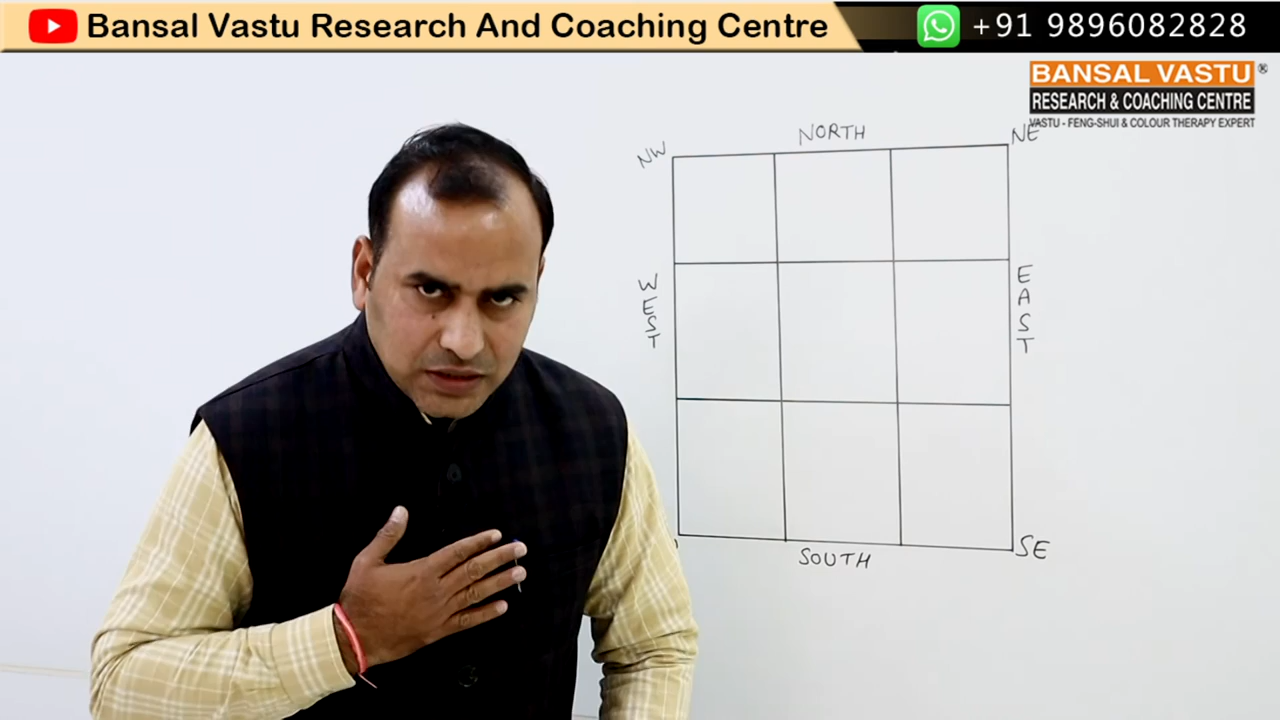 Bansal Vastu Research And Coaching Centre
+91 9896082828
BANSAL VASTU®
RESEARCH & COACHING CENTRE
VASTU - FENG-SHUI & COLOUR THERAPY EXPERT
NW
NORTH
NE
WEST
EAST
SOUTH
SE